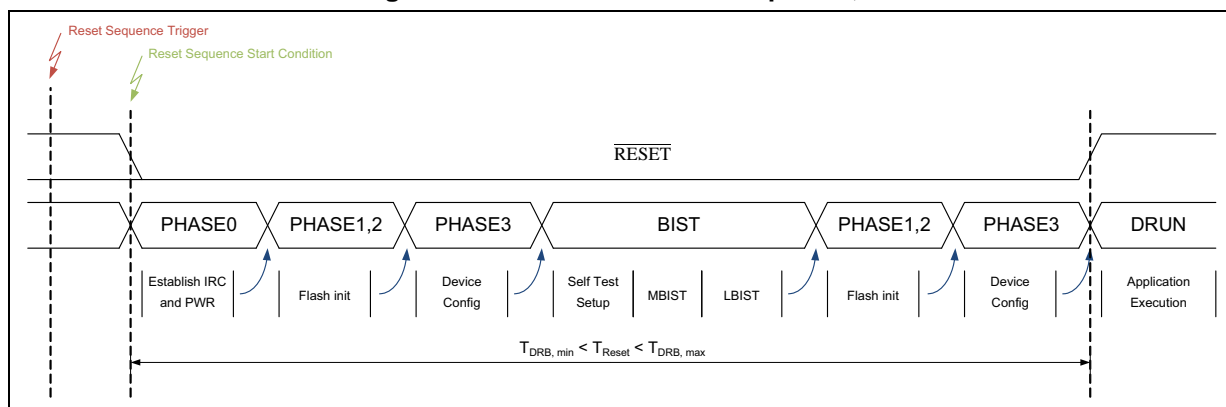 Reset Sequence Trigger
Reset Sequence Start Condition
RESET
PHASE0 PHASE1,2 PHASE3 BIST PHASE1,2 PHASE3 DRUN
Establish IRC and PWR
Flash init
Device Config
Self Test Setup
MBIST
LBIST
Flash init
Device Config
Application Execution
T_DRB, min < T_Reset < T_DRB, max